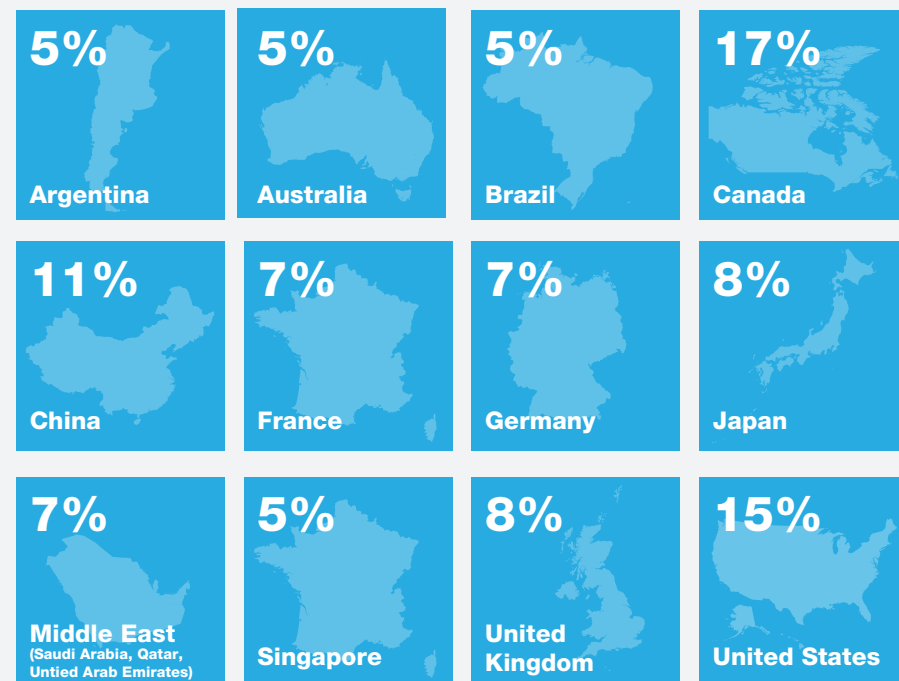 5%
Argentina
5%
Australia
5%
Brazil
17%
Canada
11%
China
7%
France
7%
Germany
8%
Japan
7%
Middle East
(Saudi Arabia, Qatar,
Untied Arab Emirates)
5%
Singapore
8%
United
Kingdom
15%
United States